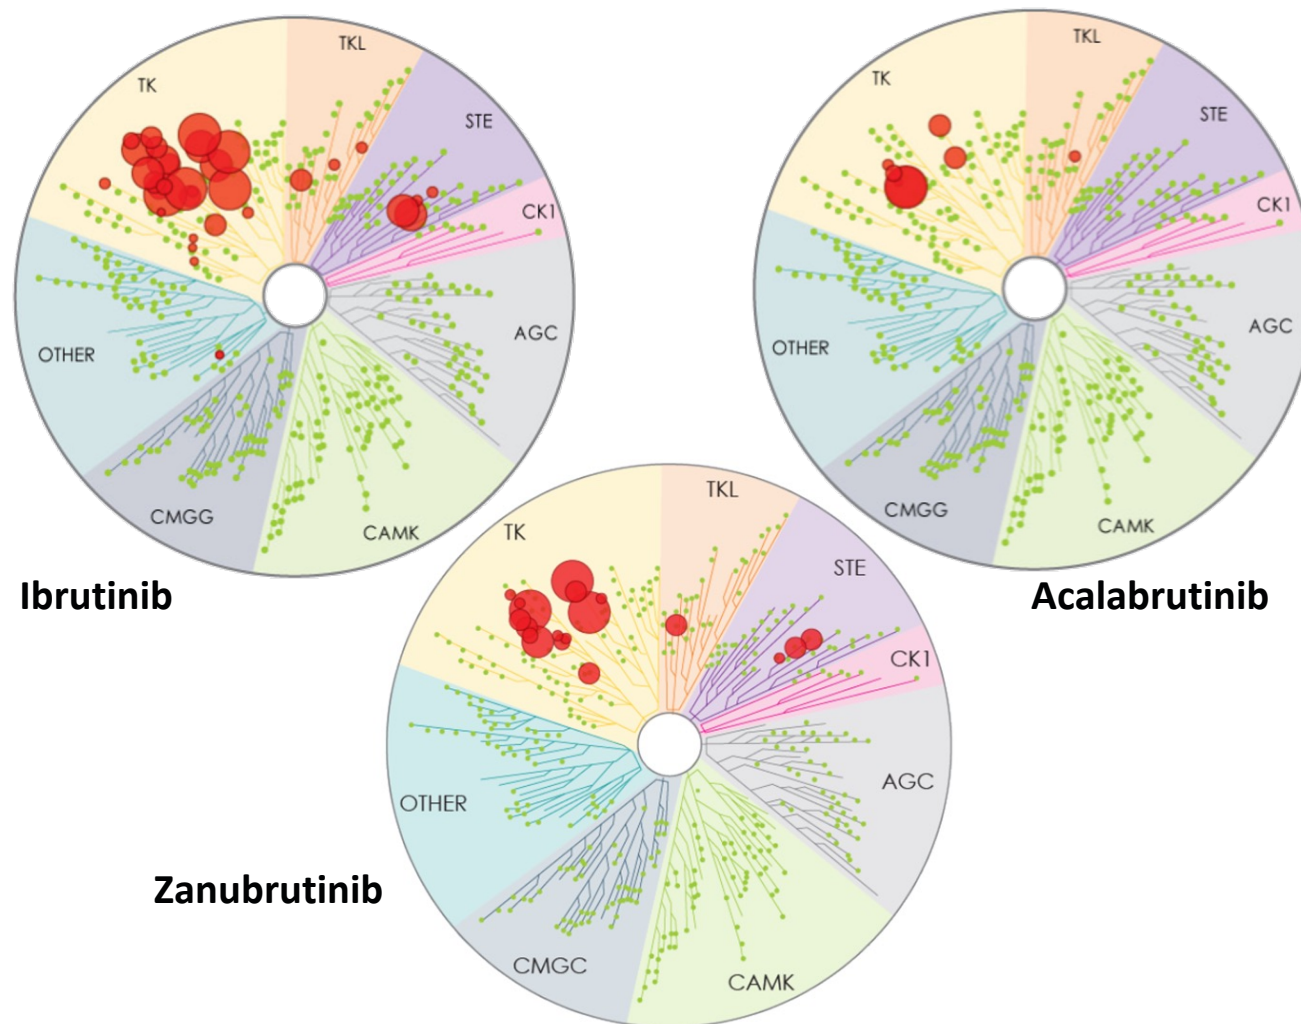 TK
TKL
STE
CK1
AGC
CAMK
CMGG
OTHER
Ibrutinib
TK
TKL
STE
CK1
AGC
CAMK
CMGG
OTHER
Acalabrutinib
TK
TKL
STE
CK1
AGC
CAMK
CMGC
OTHER
Zanubrutinib